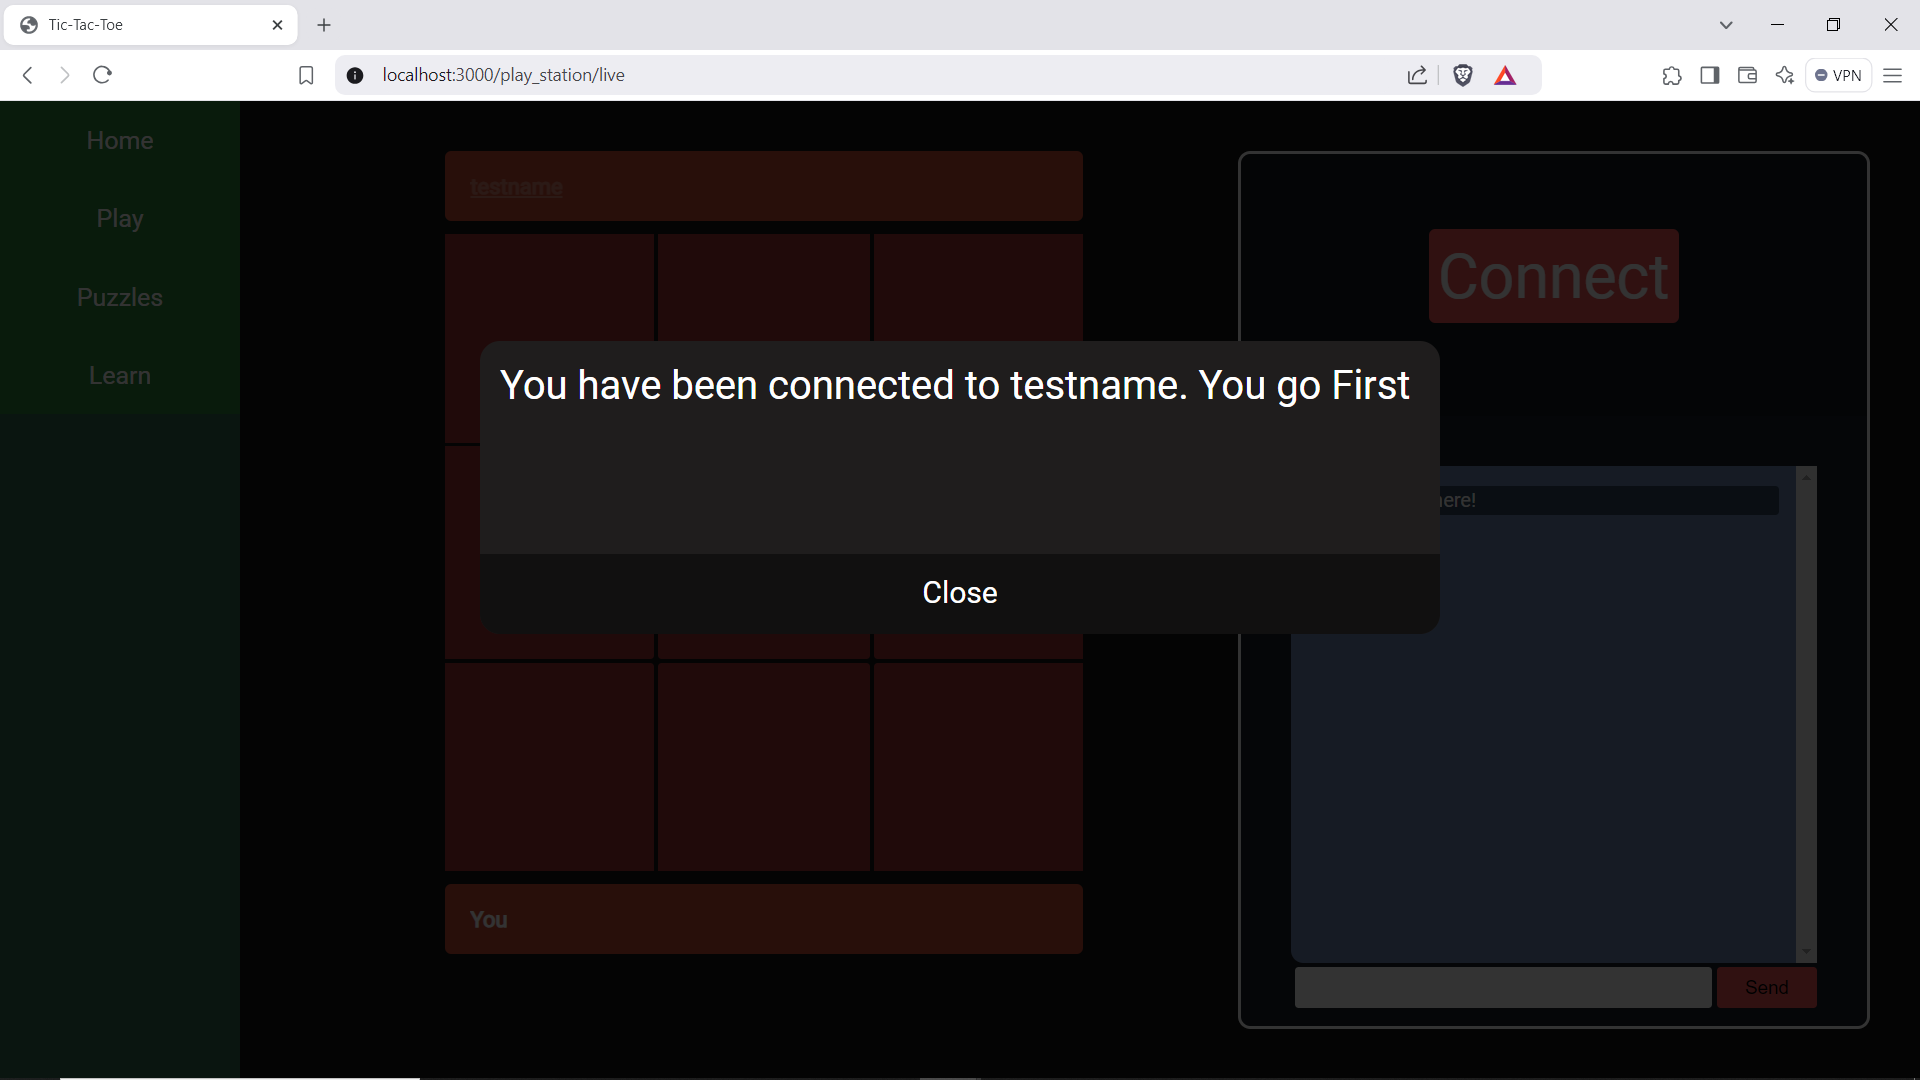 Tic-Tac-Toe
localhost:3000/play_station/live
VPN
Home
Play
Puzzles
Learn
testname
Connect
You have been connected to testname. You go First
here!
Close
You
Send